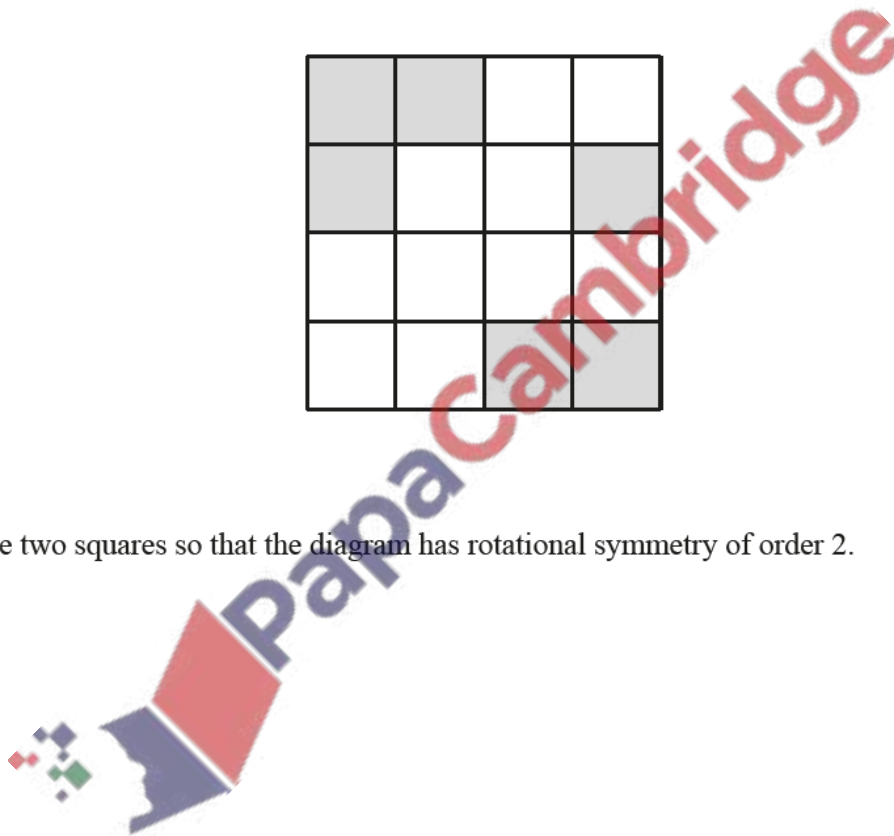 e two squares so that the diagram has rotational symmetry of order 2.
PapaCambridge